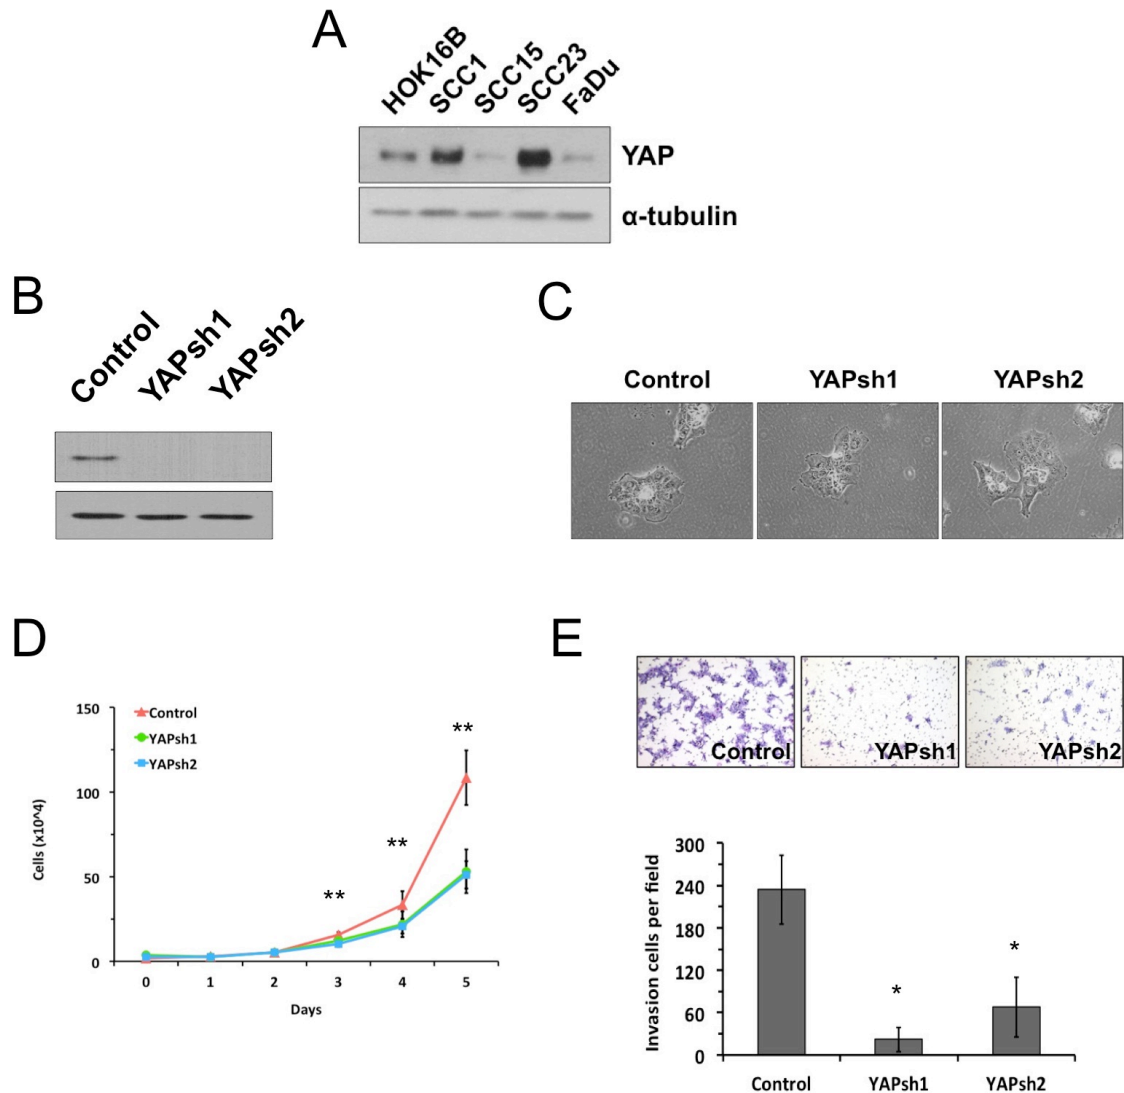 A
HOK16B
SCC1
SCC15
SCC23
FaDu
YAP
α-tubulin
B
Control
YAPsh1
YAPsh2
C
Control
YAPsh1
YAPsh2
D
150
100
50
0
Cells (x10^4)
Control
YAPsh1
YAPsh2
**
**
**
0 1 2 3 4 5
Days
E
Control
YAPsh1
YAPsh2
300
240
180
120
60
0
Invasion cells per field
*
*
Control YAPsh1 YAPsh2